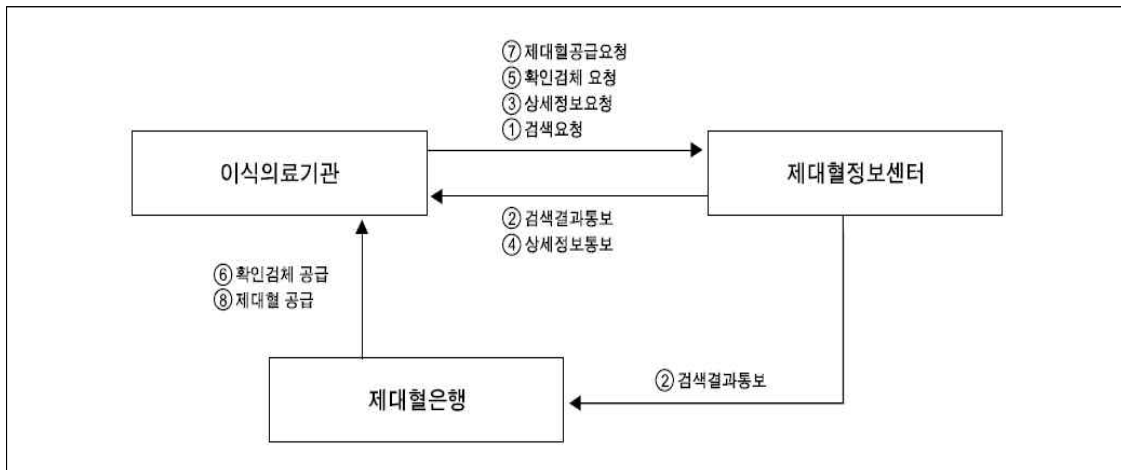 ⑦ 제대혈공급요청
⑤ 확인검체 요청
③ 상세정보요청
① 검색요청
이식의료기관
제대혈정보센터
② 검색결과통보
④ 상세정보통보
⑥ 확인검체 공급
⑧ 제대혈 공급
② 검색결과통보
제대혈은행